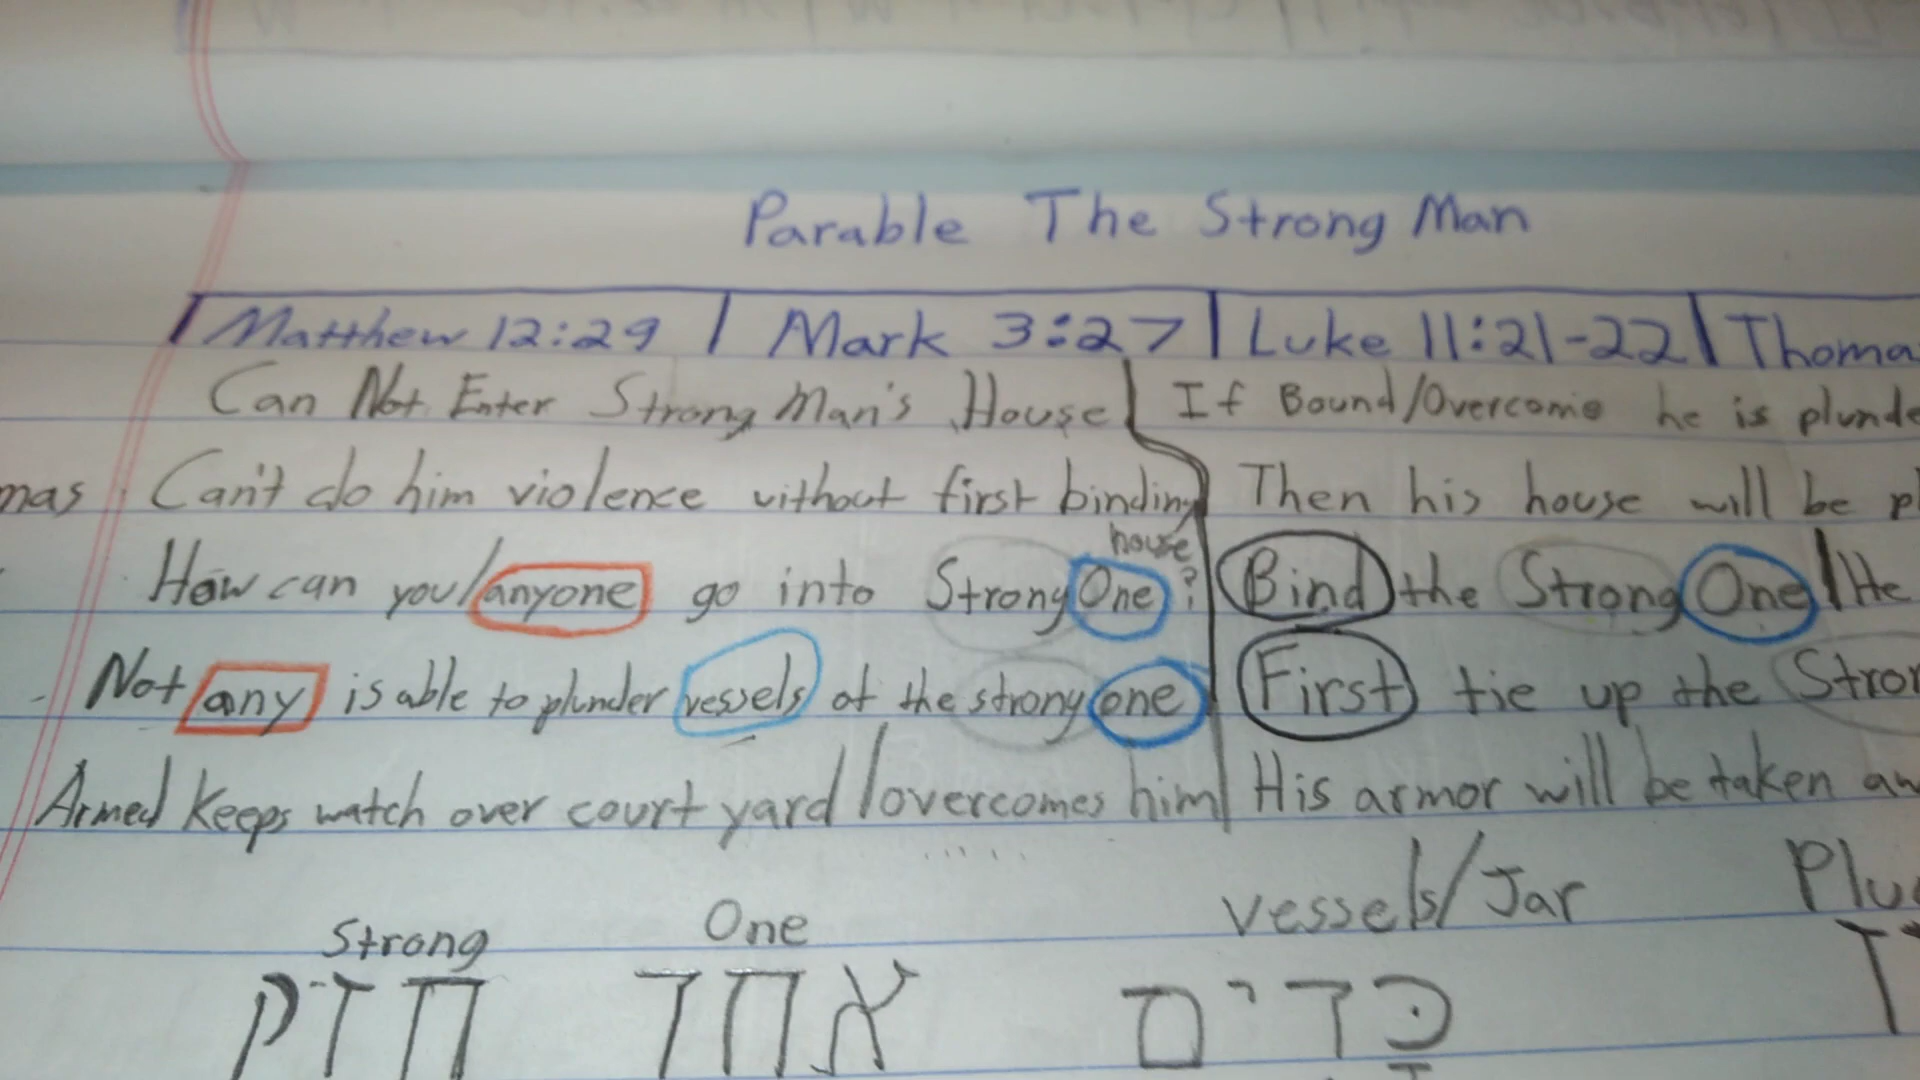 Parable The Strong Man
Matthew 12:29 | Mark 3:27 | Luke 11:21-22 | Thoma
Can Not Enter Strong Man's House | If Bound/Overcome he is plunde
mas Can't do him violence without first binding | Then his house will be pl
house
How can you/anyone go into Strong One? | Bind the Strong One | He
Not any is able to plunder vessels of the strong one | First tie up the Stron
Armed keeps watch over court yard / overcomes him | His armor will be taken aw
Strong One vessels/Jar Plu
חזק אחד כָּדים